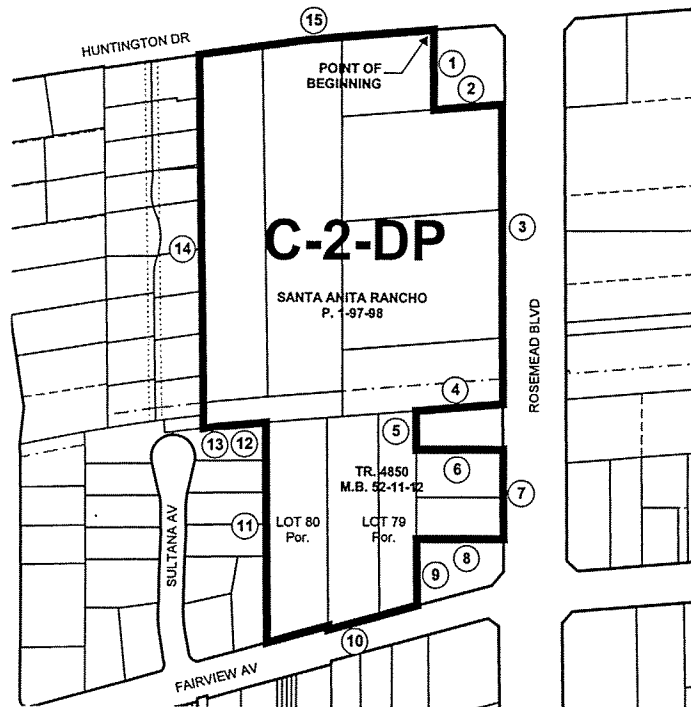 15
HUNTINGTON DR
POINT OF
BEGINNING
1
2
C-2-DP
3
14
SANTA ANITA RANCHO
P. 1-97-98
ROSEMEAD BLVD
4
5
13
12
TR. 4850
M.B. 52-11-12
6
7
11
LOT 80
Por.
LOT 79
Por.
SULTANA AV
8
9
10
FAIRVIEW AV